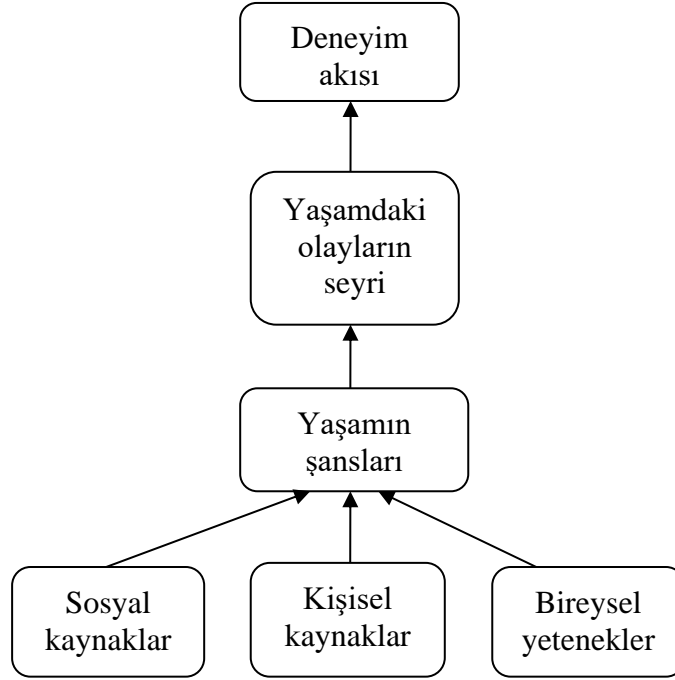 Deneyim
akısı
Yaşamdaki
olayların
seyri
Yaşamın
şansları
Sosyal
kaynaklar
Kişisel
kaynaklar
Bireysel
yetenekler